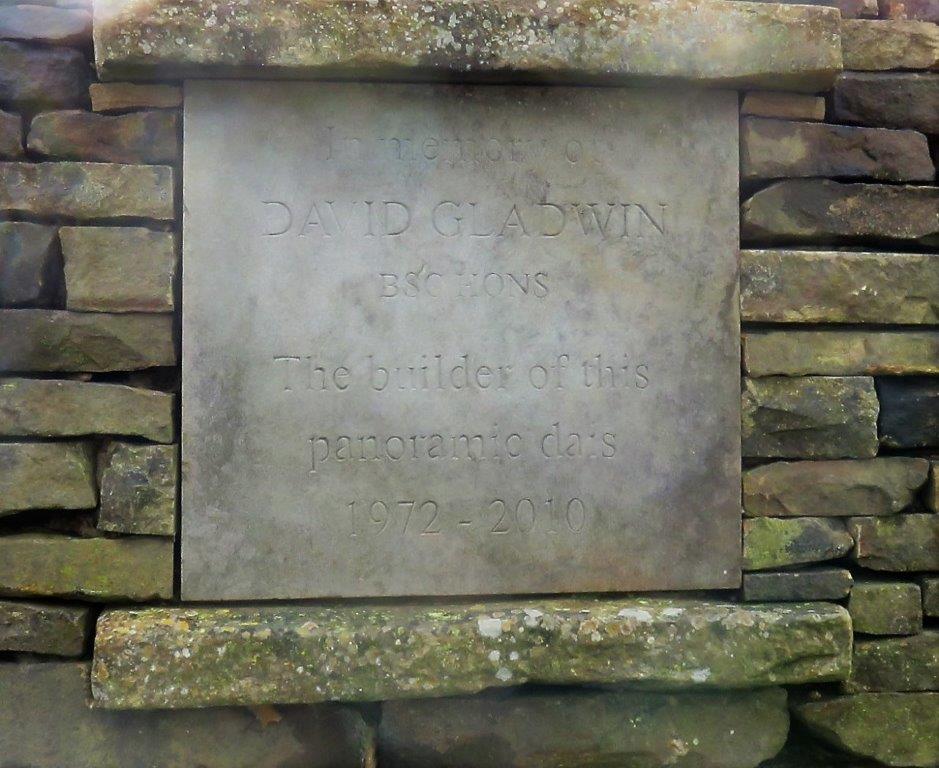 In memory of
DAVID GLADWIN
BSC HONS
The builder of this
panoramic dais
1972 - 2010